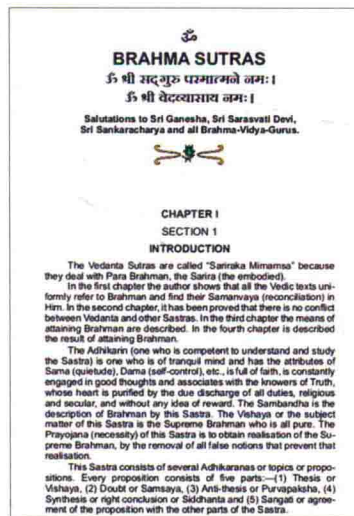 ॐ
BRAHMA SUTRAS
ॐ श्री सद्गुरु परमात्मने नमः।
ॐ श्री वेदव्यासाय नमः।
Salutations to Sri Ganesha, Sri Sarasvati Devi,
Sri Sankaracharya and all Brahma-Vidya-Gurus.
CHAPTER I
SECTION 1
INTRODUCTION
The Vedanta Sutras are called “Sariraka Mimamsa” because
they deal with Para Brahman, the Sarira (the embodied).
In the first chapter the author shows that all the Vedic texts uni-
formly refer to Brahman and find their Samanvaya (reconciliation) in
Him. In the second chapter, it has been proved that there is no conflict
between Vedanta and other Sastras. In the third chapter the means of
attaining Brahman are described. In the fourth chapter is described
the result of attaining Brahman.
The Adhikarin (one who is competent to understand and study
the Sastra) is one who is of tranquil mind and has the attributes of
Sama (quietude), Dama (self-control), etc., is full of faith, is constantly
engaged in good thoughts and associates with the knowers of Truth,
whose heart is purified by the due discharge of all duties, religious
and secular, and without any idea of reward. The Sambandha is the
description of Brahman by this Sastra. The Vishaya or the subject
matter of this Sastra is the Supreme Brahman who is all pure. The
Prayojana (necessity) of this Sastra is to obtain realisation of the Su-
preme Brahman, by the removal of all false notions that prevent that
realisation.
This Sastra consists of several Adhikaranas or topics or propo-
sitions. Every proposition consists of five parts:—(1) Thesis or
Vishaya, (2) Doubt or Samsaya, (3) Anti-thesis or Purvapaksha, (4)
Synthesis or right conclusion or Siddhanta and (5) Sangati or agree-
ment of the proposition with the other parts of the Sastra.